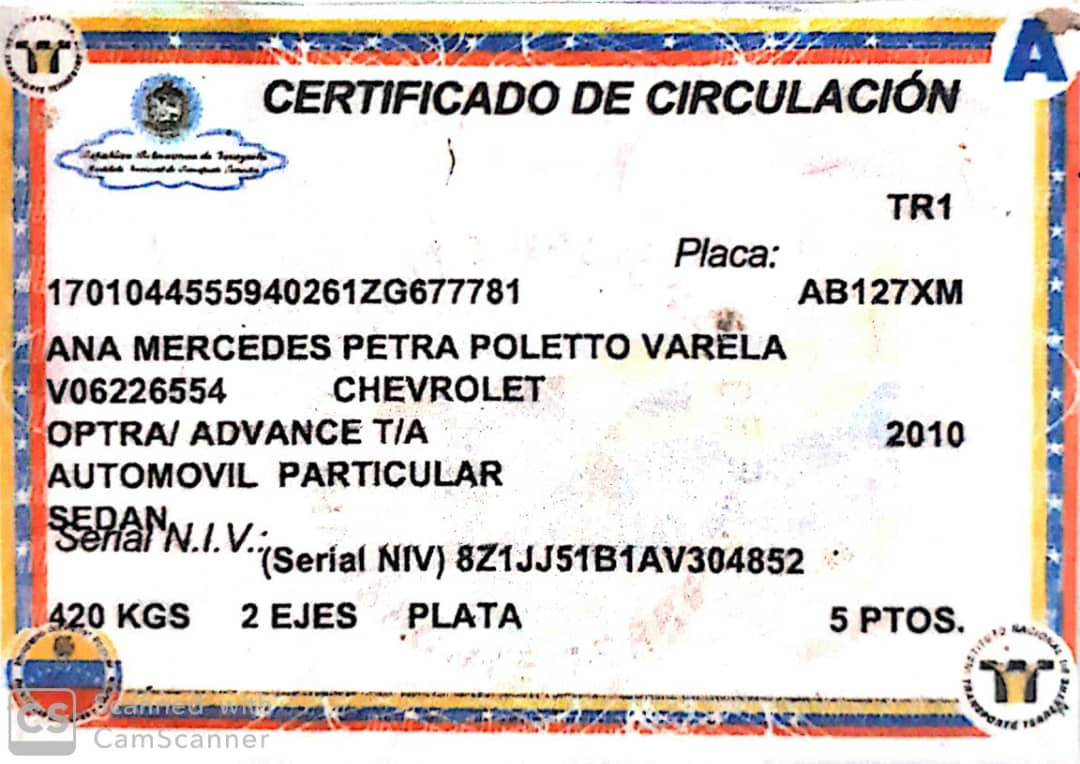 A
CERTIFICADO DE CIRCULACIÓN
República Bolivariana de Venezuela
Instituto Nacional de Transporte Terrestre
TR1
Placa:
1701044555940261ZG677781 AB127XM
ANA MERCEDES PETRA POLETTO VARELA
V06226554 CHEVROLET
OPTRA/ ADVANCE T/A 2010
AUTOMOVIL PARTICULAR
SEDAN
Serial N.I.V.:
(Serial NIV) 8Z1JJ51B1AV304852
420 KGS 2 EJES PLATA 5 PTOS.
INSTITUTO NACIONAL DE TRANSPORTE TERRESTRE
CS Scanned with
CamScanner